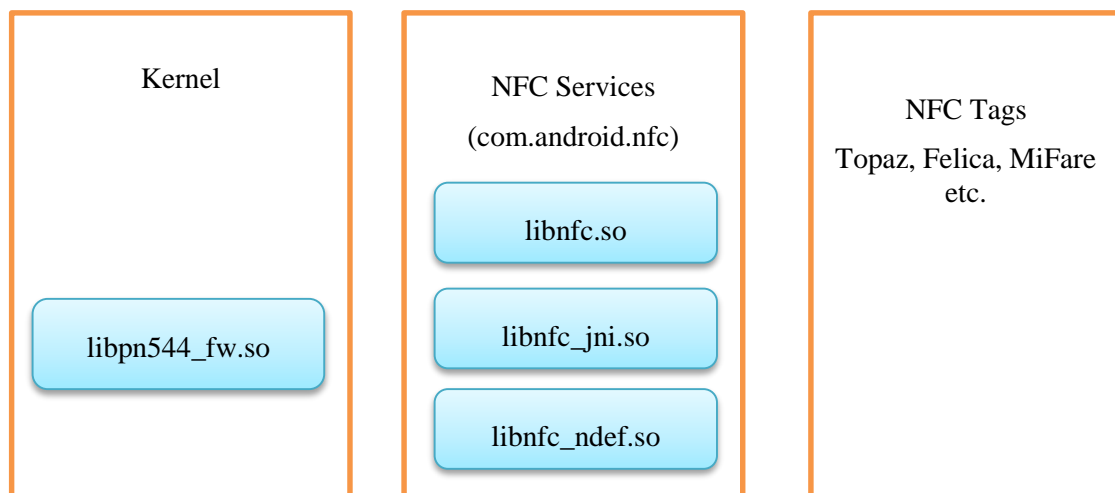 Kernel
libpn544_fw.so
NFC Services
(com.android.nfc)
libnfc.so
libnfc_jni.so
libnfc_ndef.so
NFC Tags
Topaz, Felica, MiFare
etc.